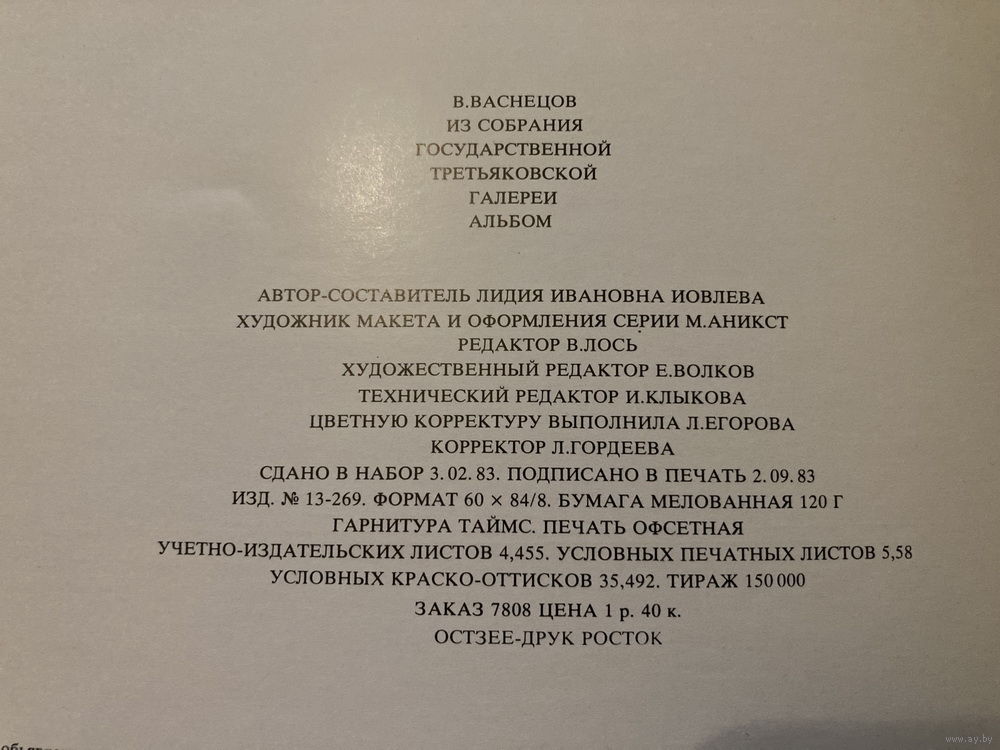 В.ВАСНЕЦОВ
ИЗ СОБРАНИЯ
ГОСУДАРСТВЕННОЙ
ТРЕТЬЯКОВСКОЙ
ГАЛЕРЕИ
АЛЬБОМ
АВТОР-СОСТАВИТЕЛЬ ЛИДИЯ ИВАНОВНА ИОВЛЕВА
ХУДОЖНИК МАКЕТА И ОФОРМЛЕНИЯ СЕРИИ М.АНИКСТ
РЕДАКТОР В.ЛОСЬ
ХУДОЖЕСТВЕННЫЙ РЕДАКТОР Е.ВОЛКОВ
ТЕХНИЧЕСКИЙ РЕДАКТОР И.КЛЫКОВА
ЦВЕТНУЮ КОРРЕКТУРУ ВЫПОЛНИЛА Л.ЕГОРОВА
КОРРЕКТОР Л.ГОРДЕЕВА
СДАНО В НАБОР 3.02.83. ПОДПИСАНО В ПЕЧАТЬ 2.09.83
ИЗД. № 13-269. ФОРМАТ 60 × 84/8. БУМАГА МЕЛОВАННАЯ 120 Г
ГАРНИТУРА ТАЙМС. ПЕЧАТЬ ОФСЕТНАЯ
УЧЕТНО-ИЗДАТЕЛЬСКИХ ЛИСТОВ 4,455. УСЛОВНЫХ ПЕЧАТНЫХ ЛИСТОВ 5,58
УСЛОВНЫХ КРАСКО-ОТТИСКОВ 35,492. ТИРАЖ 150 000
ЗАКАЗ 7808 ЦЕНА 1 р. 40 к.
ОСТЗЕЕ-ДРУК РОСТОК
www.ay.by